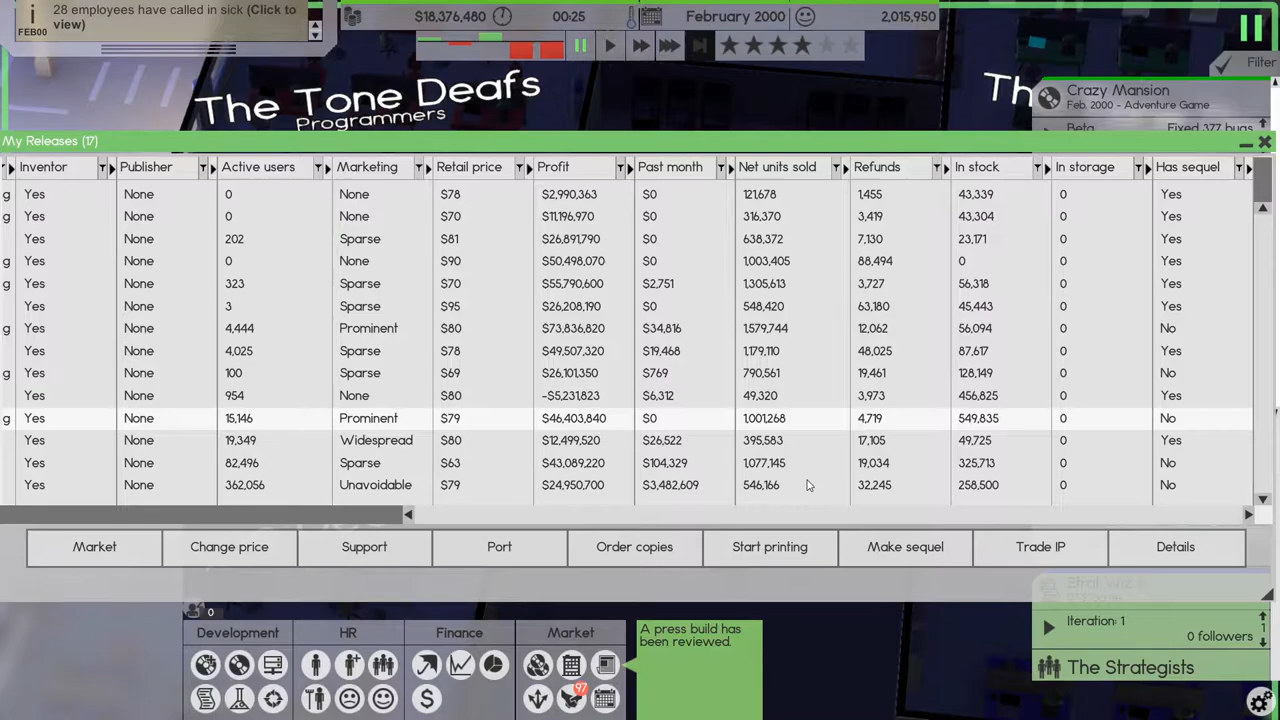 28 employees have called in sick (Click to
view)
FEB00
$18,376,480
00:25
February 2000
2,015,950
Filter
The Tone Deafs
Programmers
Th
Crazy Mansion
Feb. 2000 - Adventure Game
Beta
Fixed 377 bugs
My Releases (17)
Inventor Publisher Active users Marketing Retail price Profit Past month Net units sold Refunds In stock In storage Has sequel
g Yes None 0 None $78 $2,990,363 $0 121,678 1,455 43,339 0 Yes
g Yes None 0 None $70 $11,196,970 $0 316,370 3,419 43,304 0 Yes
Yes None 202 Sparse $81 $26,891,790 $0 638,372 7,130 23,171 0 Yes
g Yes None 0 None $90 $50,498,070 $0 1,003,405 88,494 0 0 Yes
g Yes None 323 Sparse $70 $55,790,600 $2,751 1,305,613 3,727 56,318 0 Yes
Yes None 3 Sparse $95 $26,208,190 $0 548,420 63,180 45,443 0 Yes
g Yes None 4,444 Prominent $80 $73,836,820 $34,816 1,579,744 12,062 56,094 0 No
Yes None 4,025 Sparse $78 $49,507,320 $19,468 1,179,110 48,025 87,617 0 Yes
g Yes None 100 Sparse $69 $26,101,350 $769 790,561 19,461 128,149 0 No
Yes None 954 None $80 -$5,231,823 $6,312 49,320 3,973 456,825 0 Yes
g Yes None 15,146 Prominent $79 $46,403,840 $0 1,001,268 4,719 549,835 0 No
Yes None 19,349 Widespread $80 $12,499,520 $26,522 395,583 17,105 49,725 0 Yes
Yes None 82,496 Sparse $63 $43,089,220 $104,329 1,077,145 19,034 325,713 0 No
Yes None 362,056 Unavoidable $79 $24,950,700 $3,482,609 546,166 32,245 258,500 0 No
Market Change price Support Port Order copies Start printing Make sequel Trade IP Details
0
Development HR Finance Market
97
A press build has
been reviewed.
Iteration: 1
1
0 followers
The Strategists